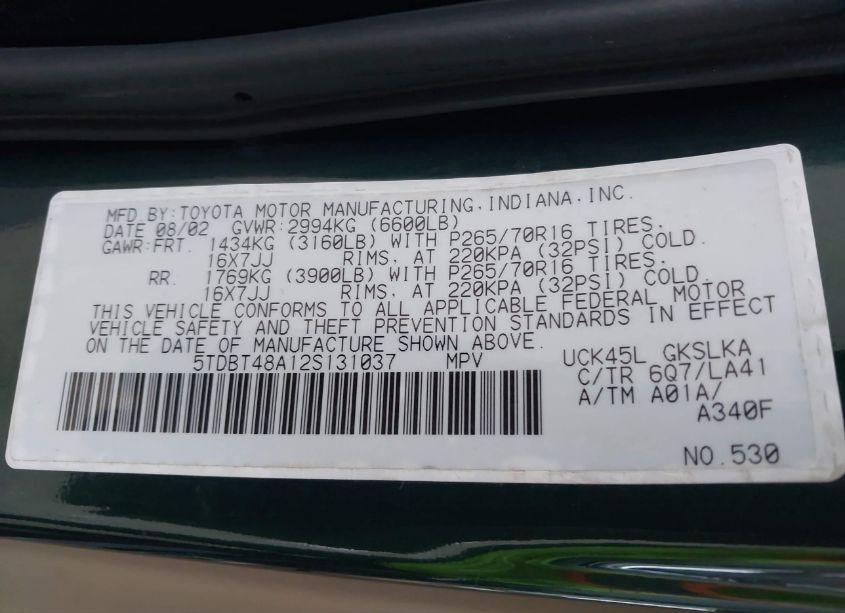 MFD BY:TOYOTA MOTOR MANUFACTURING,INDIANA,INC.
DATE 08/02 GVWR:2994KG (6600LB)
GAWR:FRT. 1434KG (3160LB) WITH P265/70R16 TIRES.
16X7JJ RIMS, AT 220KPA (32PSI) COLD.
RR. 1769KG (3900LB) WITH P265/70R16 TIRES.
16X7JJ RIMS, AT 220KPA (32PSI) COLD.
THIS VEHICLE CONFORMS TO ALL APPLICABLE FEDERAL MOTOR
VEHICLE SAFETY AND THEFT PREVENTION STANDARDS IN EFFECT
ON THE DATE OF MANUFACTURE SHOWN ABOVE.
5TDBT48A12S131037 MPV UCK45L GKSLKA
C/TR 6Q7/LA41
A/TM A01A/
A340F
NO.530